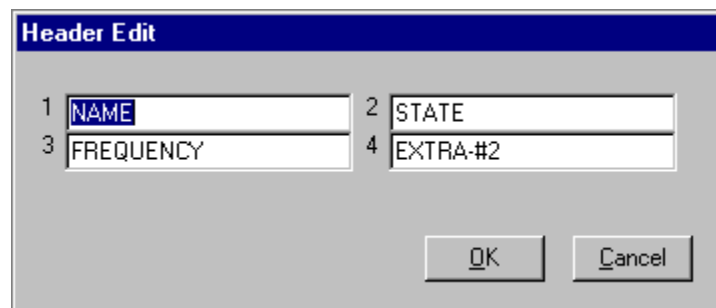 Header Edit
1 NAME 2 STATE
3 FREQUENCY 4 EXTRA-#2
OK Cancel